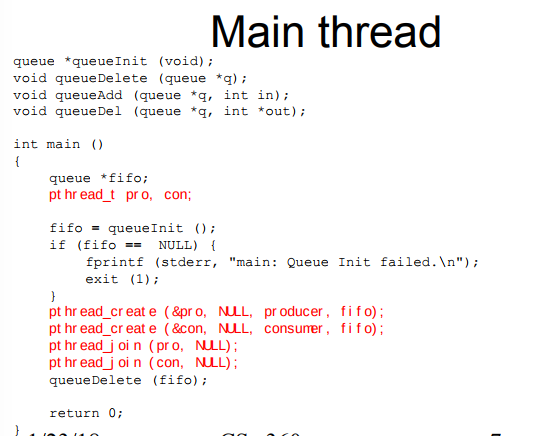 Main thread
queue *queueInit (void);
void queueDelete (queue *q);
void queueAdd (queue *q, int in);
void queueDel (queue *q, int *out);
int main ()
{
queue *fifo;
pthread_t pro, con;
fifo = queueInit ();
if (fifo == NULL) {
fprintf (stderr, "main: Queue Init failed.\n");
exit (1);
}
pthread_create (&pro, NULL, producer, fifo);
pthread_create (&con, NULL, consumer, fifo);
pthread_join (pro, NULL);
pthread_join (con, NULL);
queueDelete (fifo);
return 0;
}